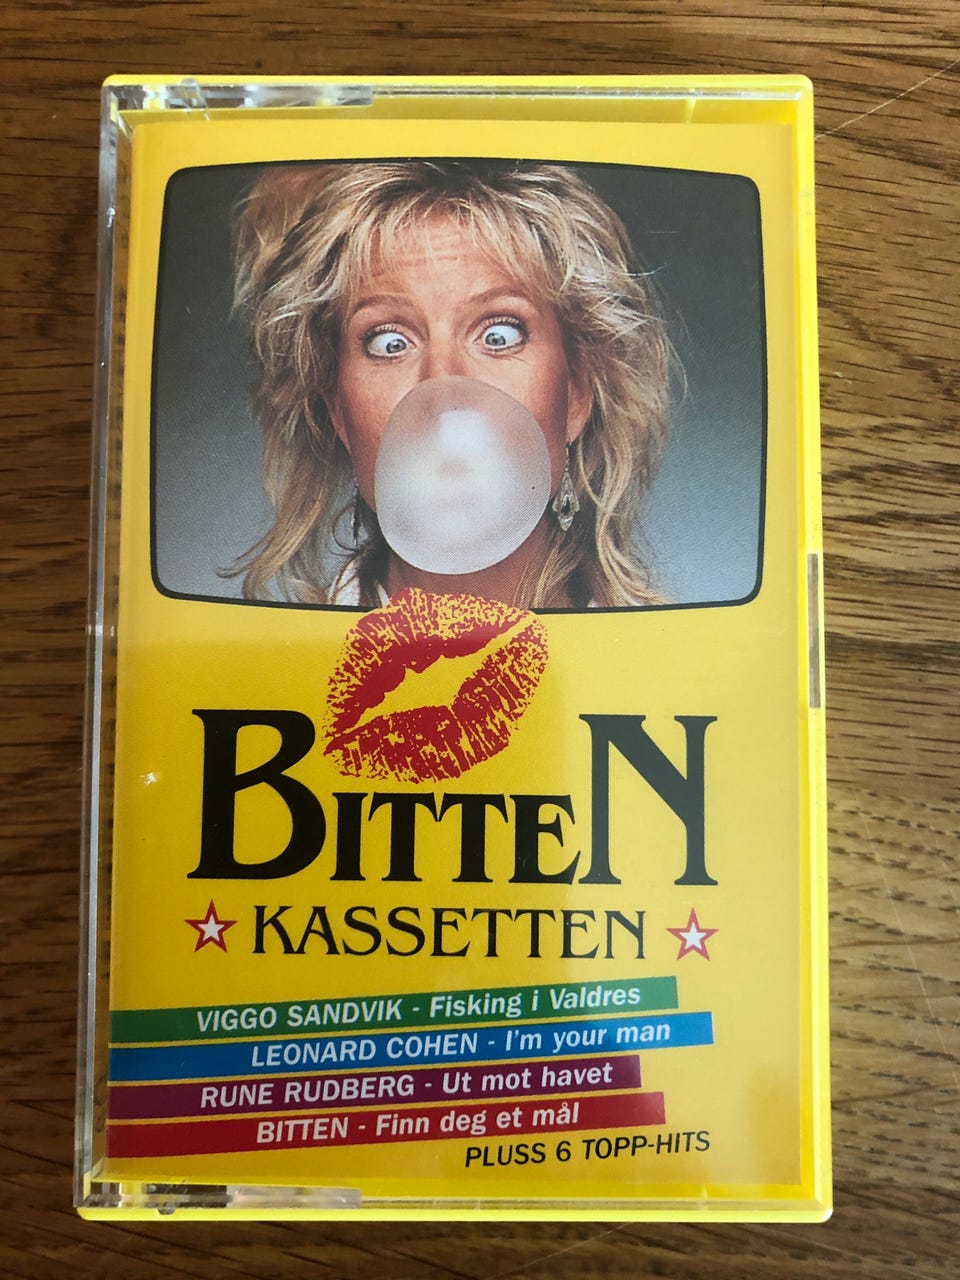 BITTEN
KASSETTEN
VIGGO SANDVIK - Fisking i Valdres
LEONARD COHEN - I'm your man
RUNE RUDBERG - Ut mot havet
BITTEN - Finn deg et mål
PLUSS 6 TOPP-HITS